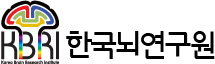 KBRI 한국뇌연구원
Korea Brain Research Institute